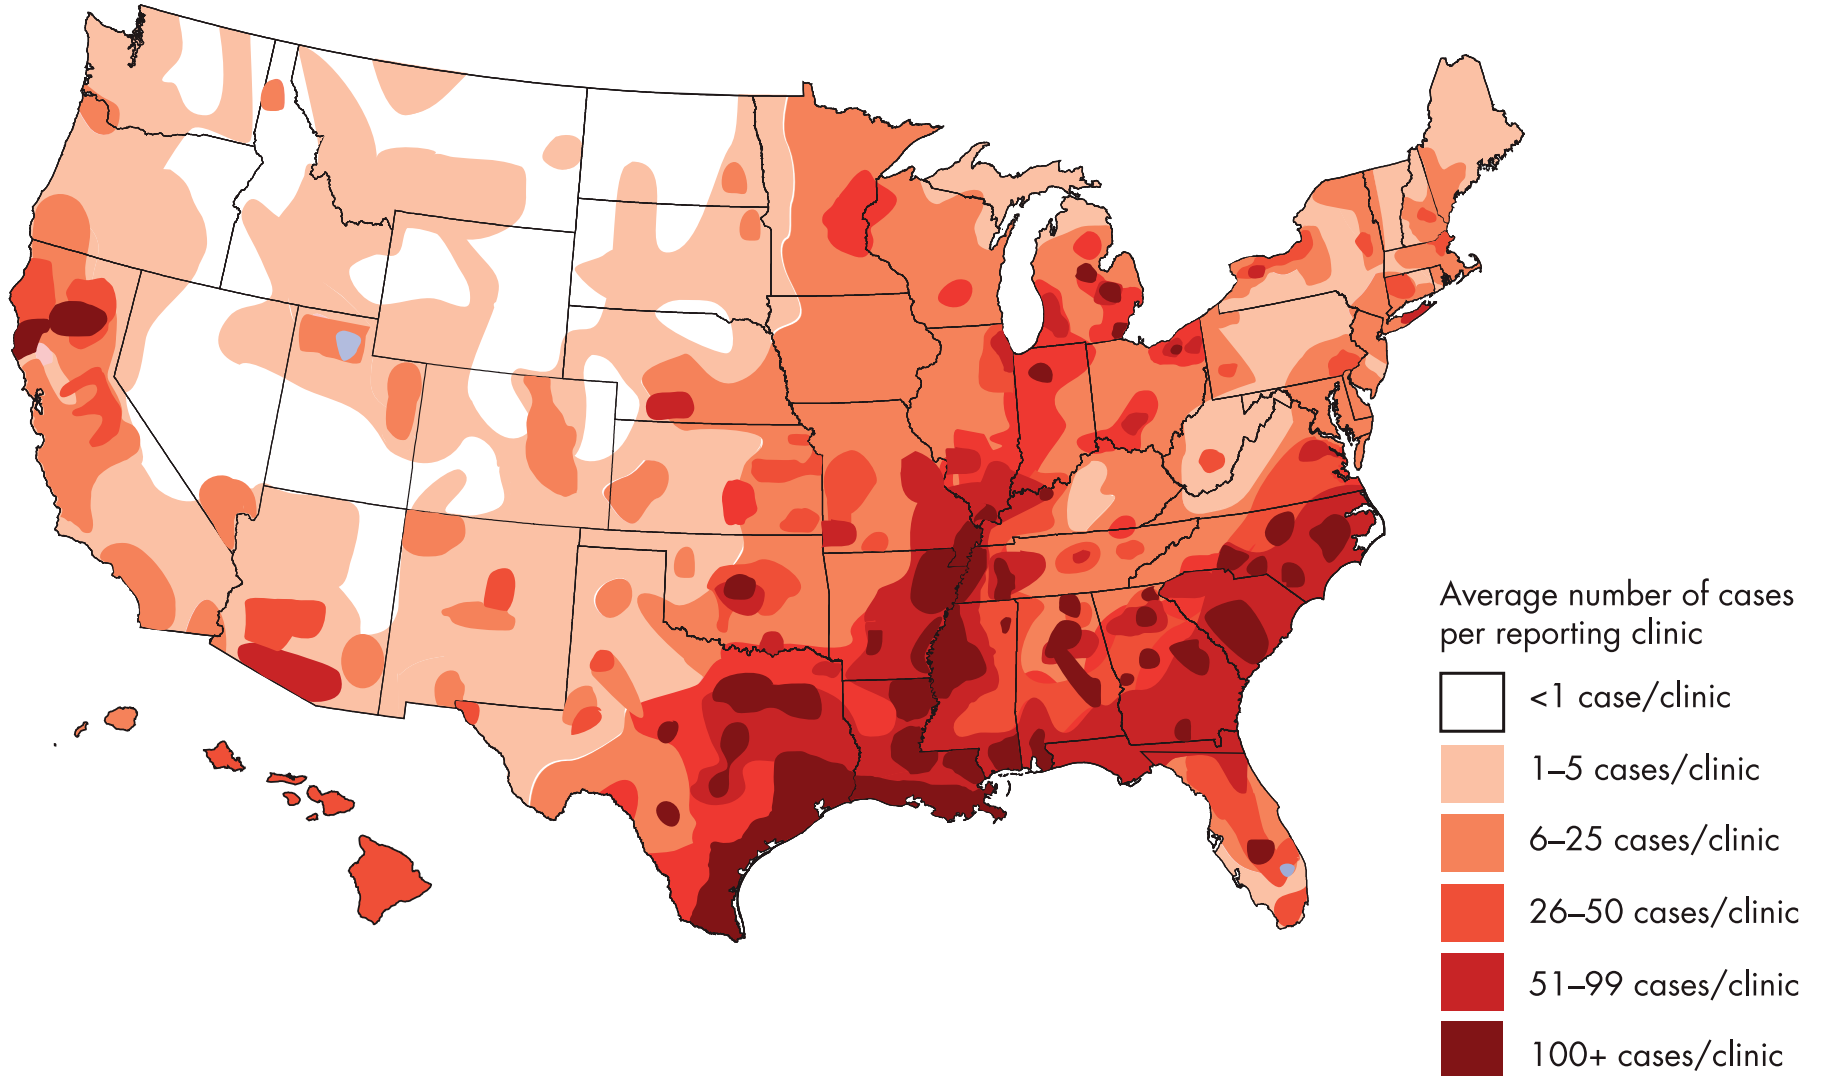 Average number of cases
per reporting clinic
<1 case/clinic
1–5 cases/clinic
6–25 cases/clinic
26–50 cases/clinic
51–99 cases/clinic
100+ cases/clinic